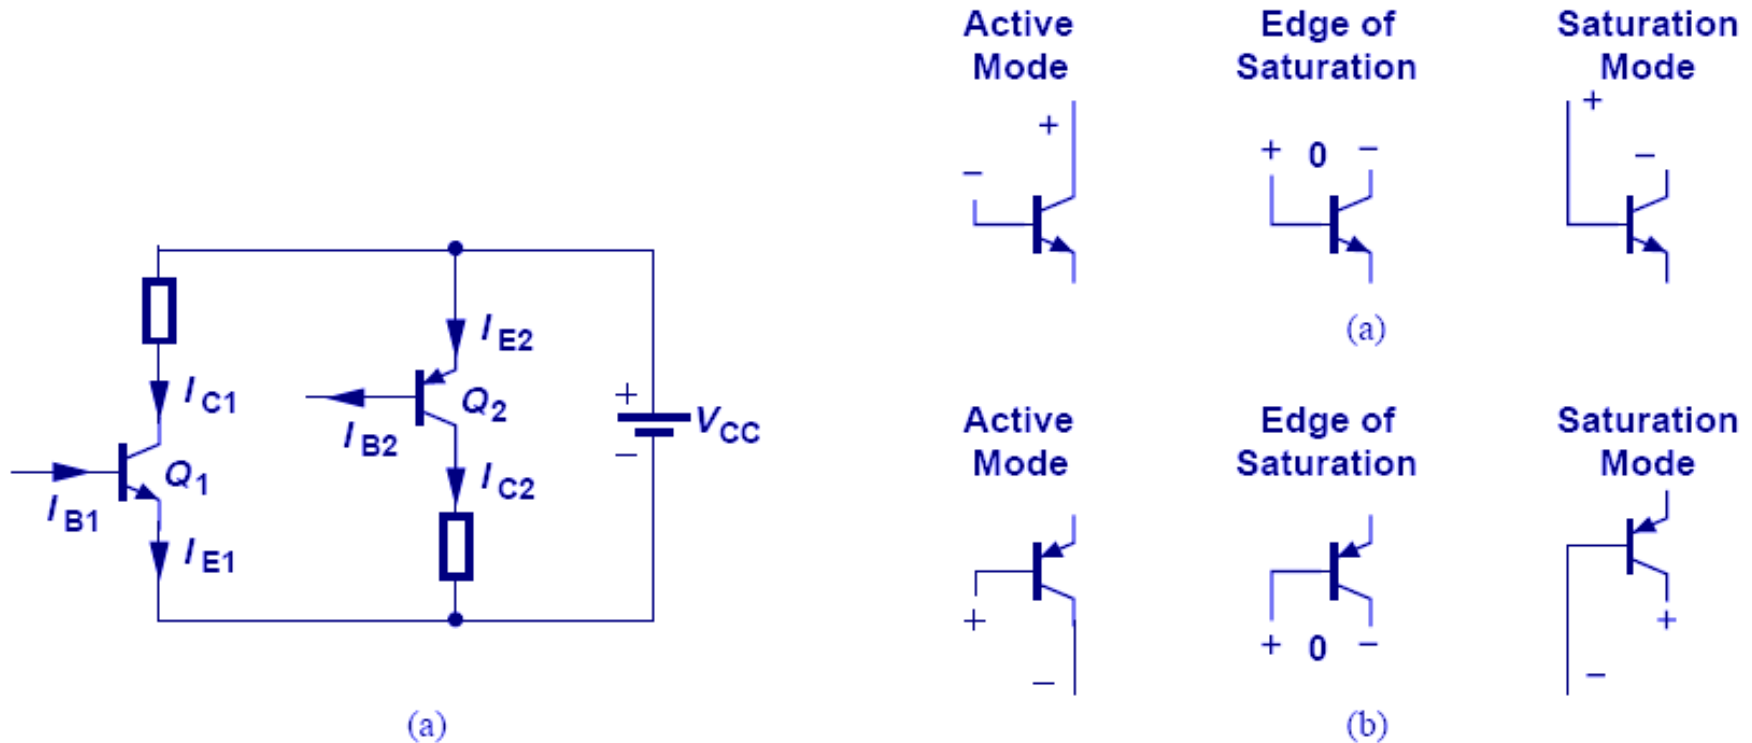 Active Mode
Edge of Saturation
Saturation Mode
+
−
+ 0 −
+
−
(a)
I E2
I C1
Q2
+
−
VCC
I B2
Q1
I B1
I C2
I E1
(a)
Active Mode
Edge of Saturation
Saturation Mode
+
−
+ 0 −
+
−
(b)